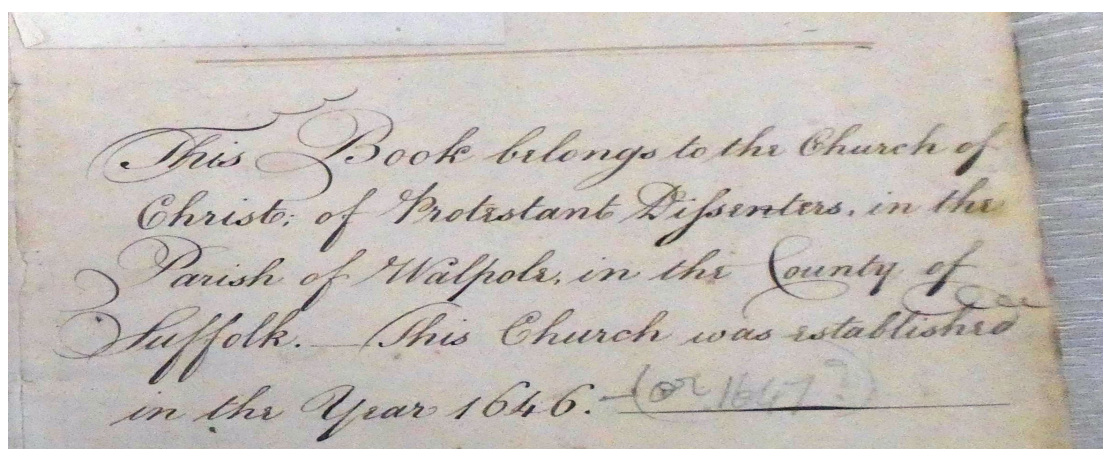 This Book belongs to the Church of
Christ; of Protestant Dissenters, in the
Parish of Walpole, in the County of
Suffolk. — This Church was established
in the Year 1646. — (or 1647?)